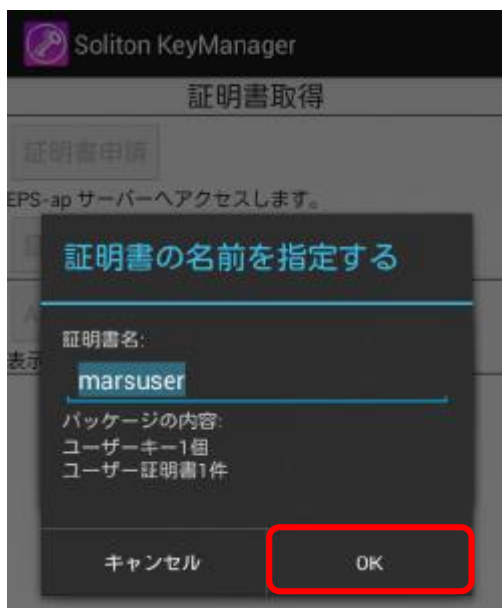 Soliton KeyManager
証明書取得
証明書申請
EPS-ap サーバーへアクセスします。
証明書の名前を指定する
証明書名:
表示
marsuser
パッケージの内容:
ユーザーキー1個
ユーザー証明書1件
キャンセル
OK